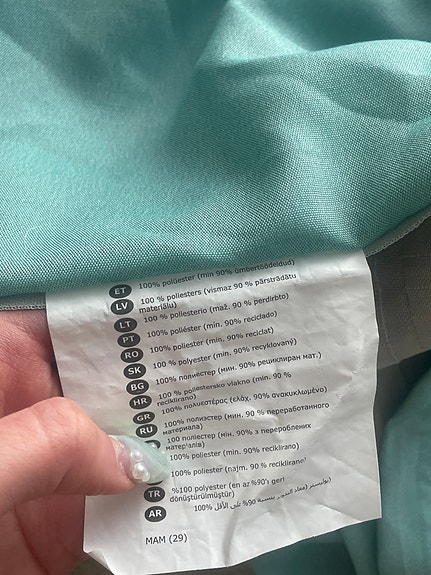 ET 100% polüester (min 90% ümbertöödeldud)
LV 100 % poliesters (vismaz 90 % pārstrādātu
materiālu)
LT 100% poliesterio (maž. 90% perdirbto)
PT 100% poliéster (min. 90% reciclado)
RO 100% poliester (min. 90% reciclat)
SK 100 % polyester (min. 90% recyklovaný)
BG 100% полиестер (мин. 90% рециклиран мат.)
HR 100 % poliestersko vlakno (min. 90 %
reciklirano)
GR 100% πολυεστέρας (ελάχ. 90% ανακυκλωμένο)
RU 100% полиэстер (мин. 90 % переработанного
материала)
100 поліестер (мін. 90% з перероблених
матеріалів)
100% poliester (min. 90% reciklirano)
100% poliester (najm. 90 % reciklirano)
TR %100 polyester (en az %90'ı geri
dönüştürülmüştür)
AR 100% بوليستر (معاد التدوير بنسبة 90% على الأقل)
MAM (29)